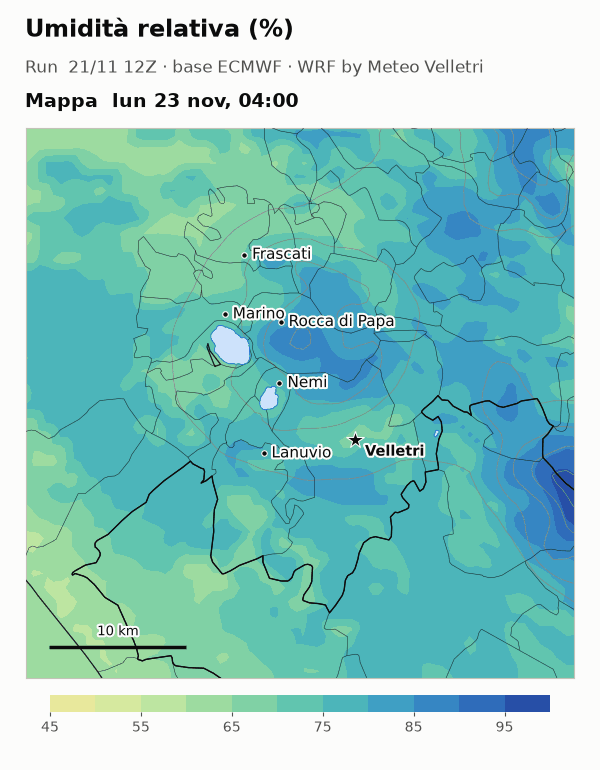 Umidità relativa (%)
Run  21/11 12Z · base ECMWF · WRF by Meteo Velletri
Mappa  lun 23 nov, 04:00
Frascati
Marino
Rocca di Papa
Nemi
Velletri
Lanuvio
10 km
45 55 65 75 85 95